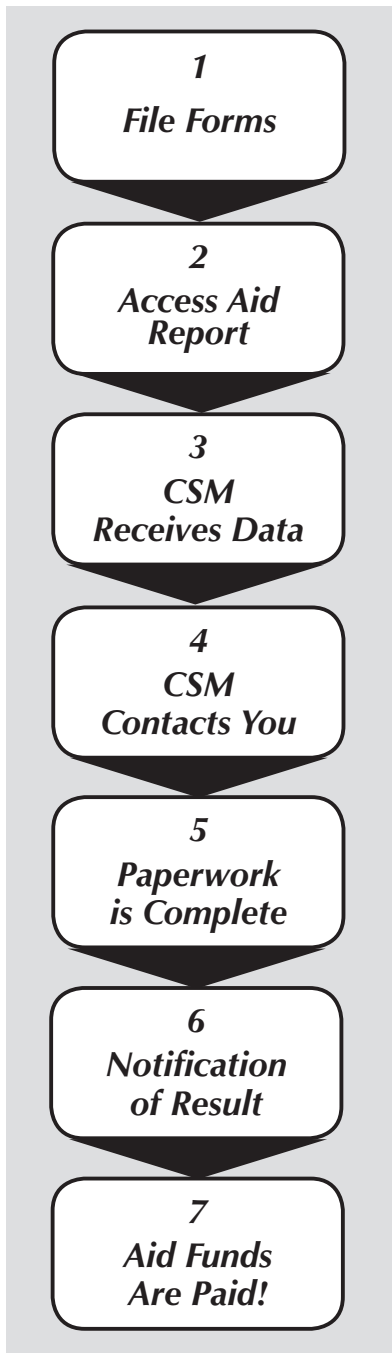 1
File Forms
2
Access Aid
Report
3
CSM
Receives Data
4
CSM
Contacts You
5
Paperwork
is Complete
6
Notification
of Result
7
Aid Funds
Are Paid!